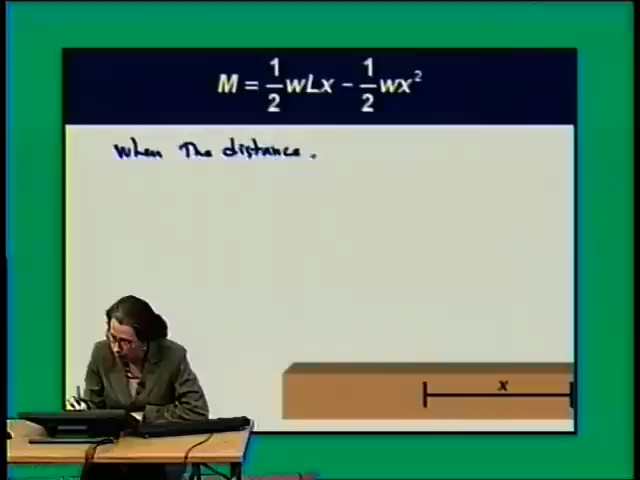 M = 1/2 wLx − 1/2 wx²
when The distance .
x